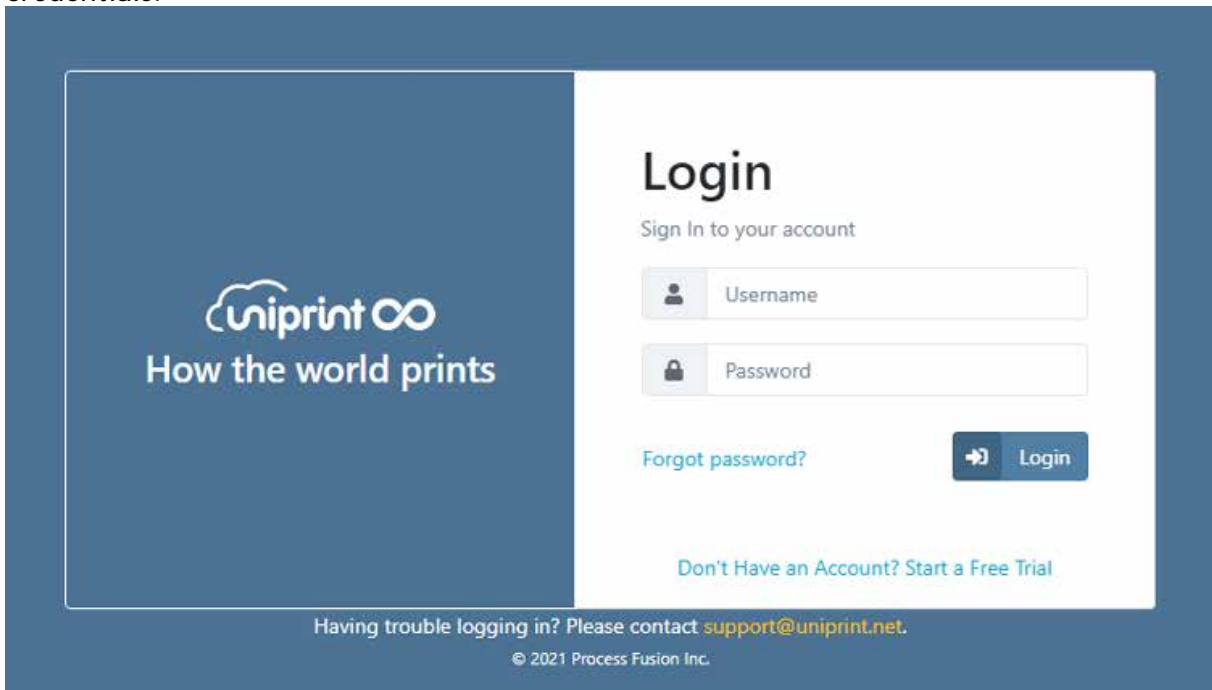 uniprint
How the world prints
Login
Sign In to your account
Username
Password
Forgot password?
Login
Don't Have an Account? Start a Free Trial
Having trouble logging in? Please contact support@uniprint.net.
© 2021 Process Fusion Inc.